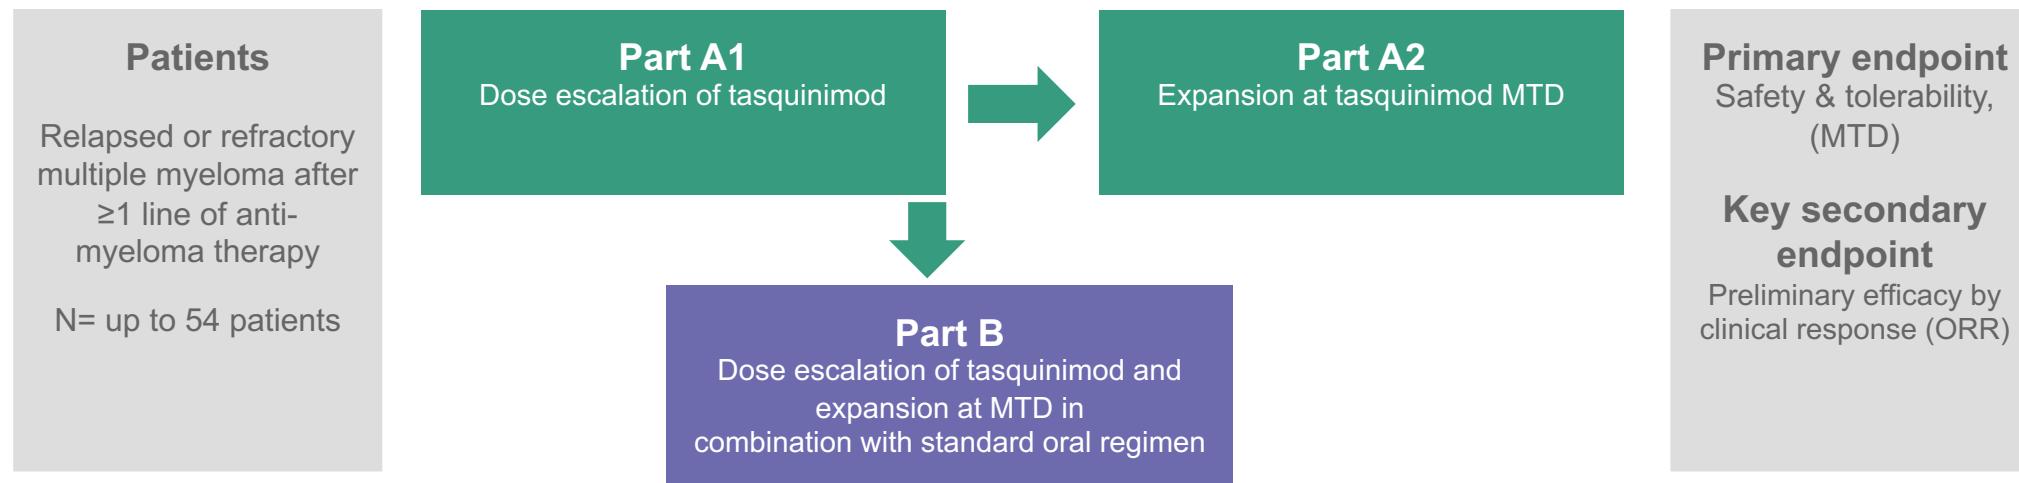 Patients
Relapsed or refractory
multiple myeloma after
≥1 line of anti-
myeloma therapy
N= up to 54 patients
Part A1
Dose escalation of tasquinimod
Part A2
Expansion at tasquinimod MTD
Part B
Dose escalation of tasquinimod and
expansion at MTD in
combination with standard oral regimen
Primary endpoint
Safety & tolerability,
(MTD)
Key secondary
endpoint
Preliminary efficacy by
clinical response (ORR)